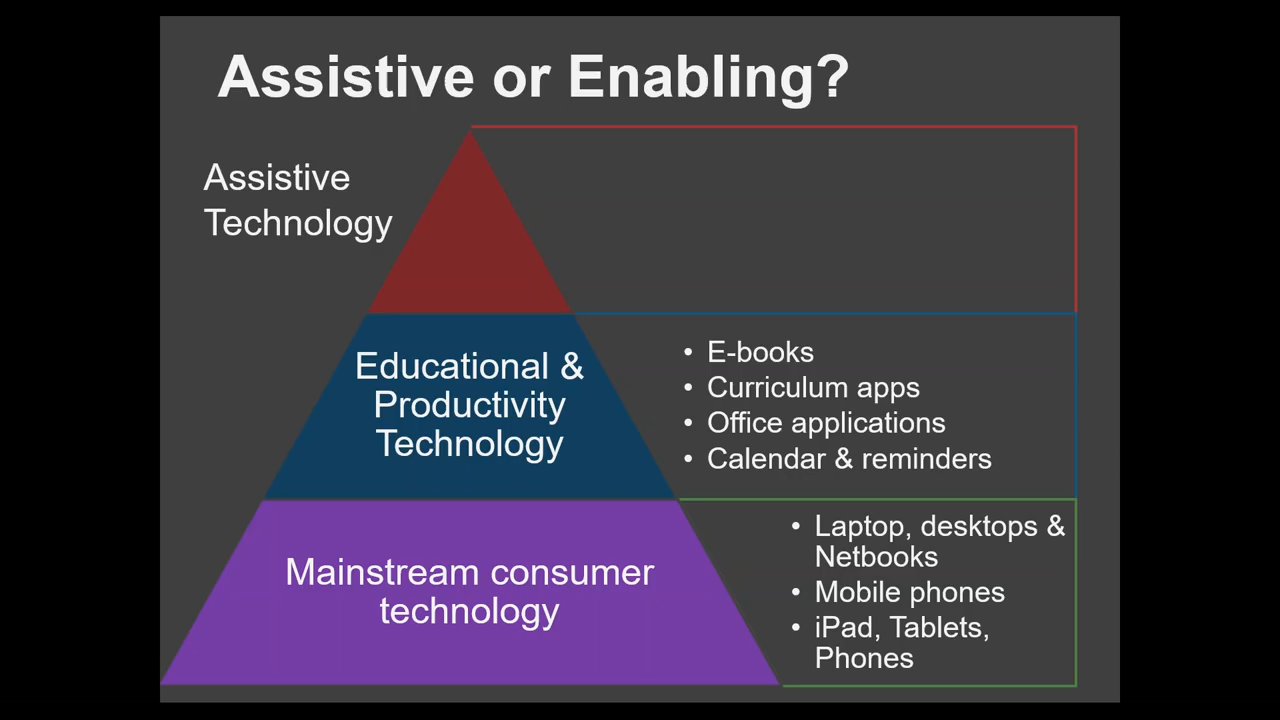 Assistive or Enabling?
Assistive
Technology
Educational &
Productivity
Technology
• E-books
• Curriculum apps
• Office applications
• Calendar & reminders
Mainstream consumer
technology
• Laptop, desktops &
Netbooks
• Mobile phones
• iPad, Tablets,
Phones